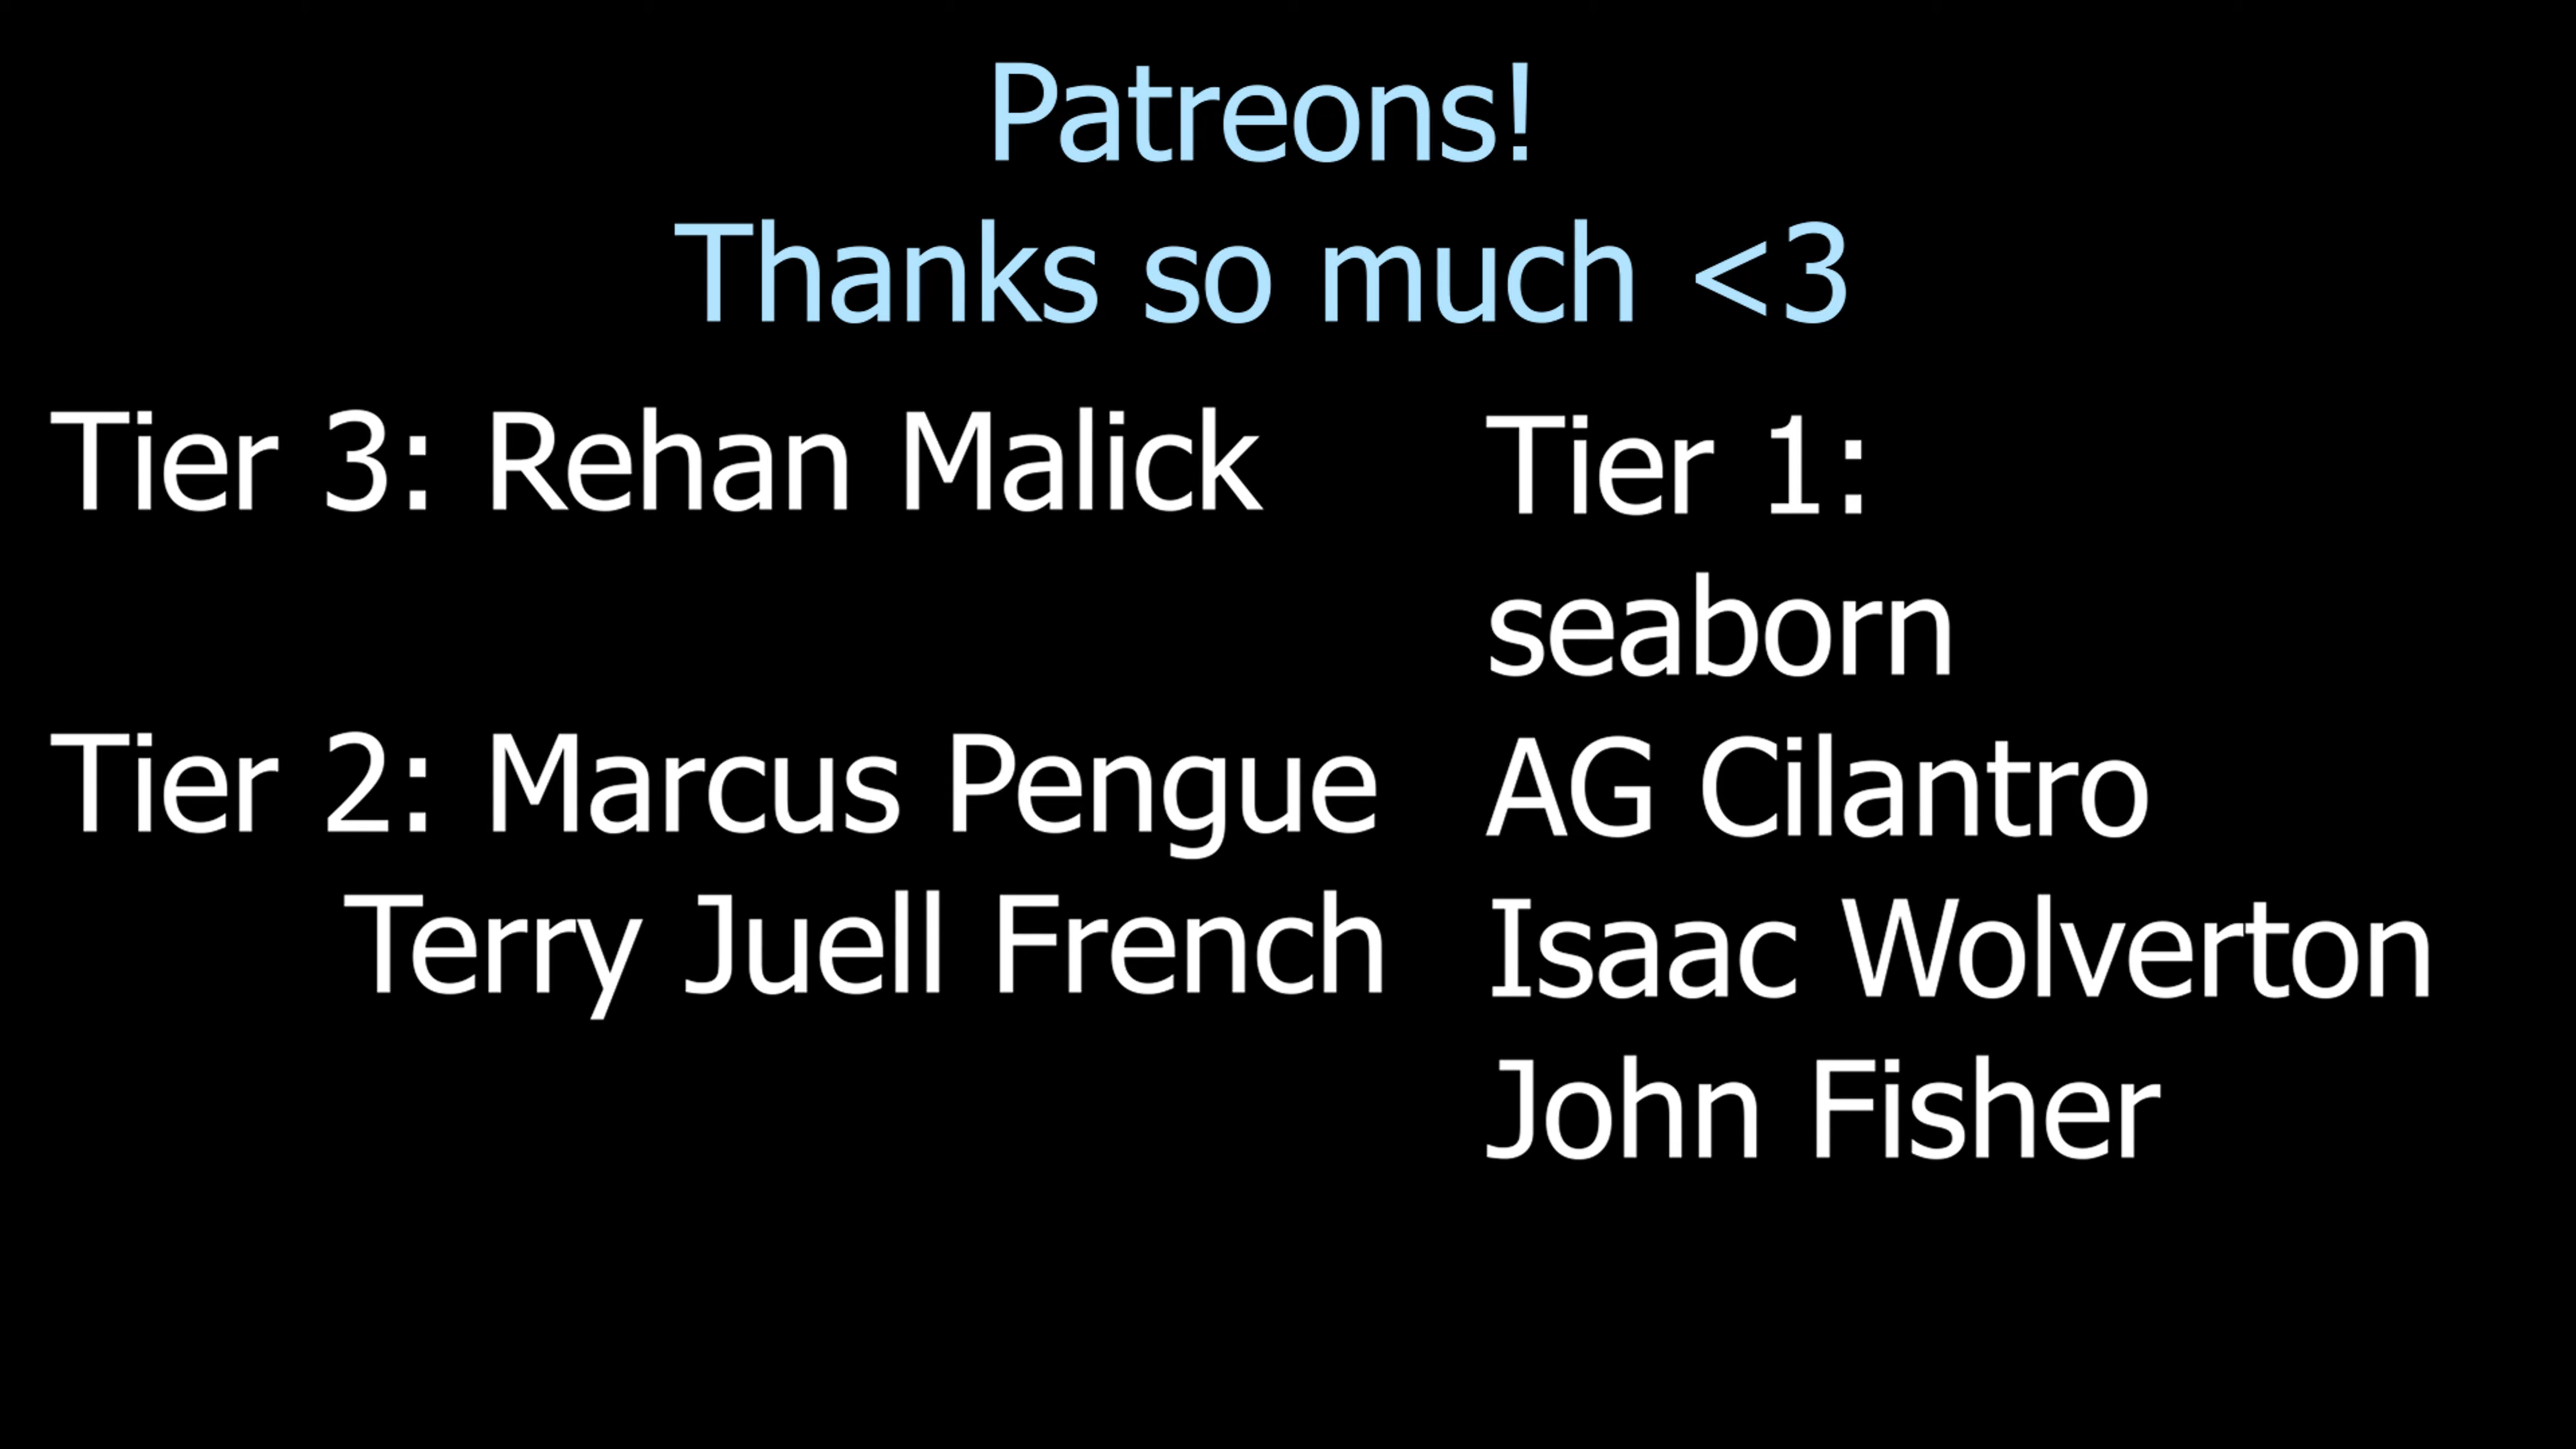 Patreons!
Thanks so much <3
Tier 3: Rehan Malick
Tier 2: Marcus Pengue
Terry Juell French
Tier 1:
seaborn
AG Cilantro
Isaac Wolverton
John Fisher